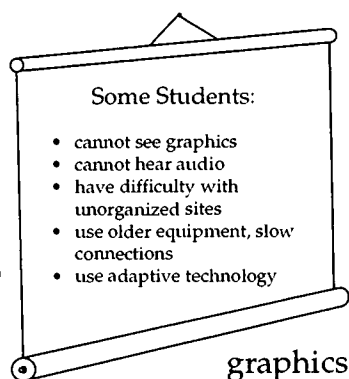 Some Students:
• cannot see graphics
• cannot hear audio
• have difficulty with
unorganized sites
• use older equipment, slow
connections
• use adaptive technology
graphics